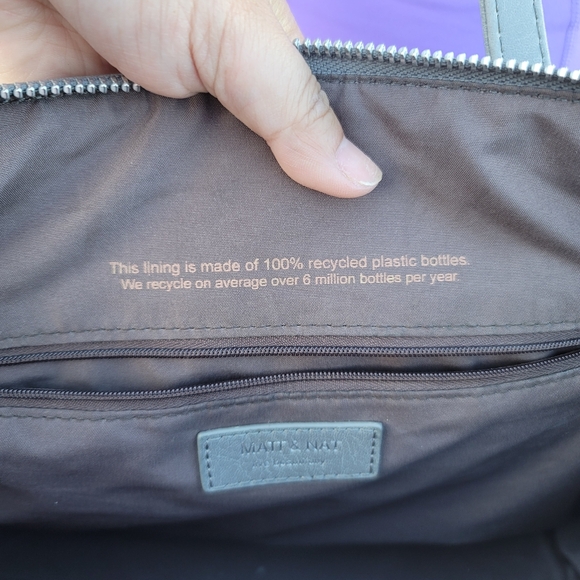 This lining is made of 100% recycled plastic bottles.
We recycle on average over 6 million bottles per year.
MATT & NAT